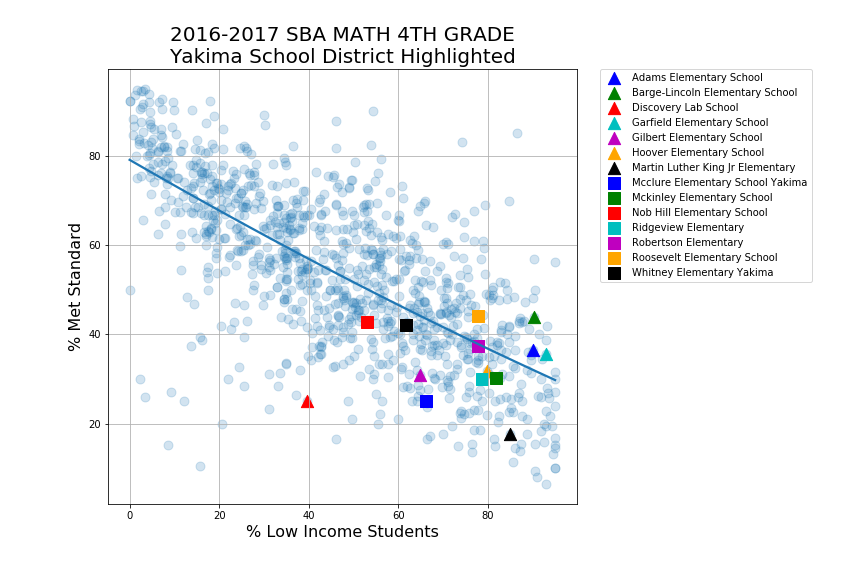 2016-2017 SBA MATH 4TH GRADE
Yakima School District Highlighted
% Met Standard
80
60
40
20
0 20 40 60 80
% Low Income Students
Adams Elementary School
Barge-Lincoln Elementary School
Discovery Lab School
Garfield Elementary School
Gilbert Elementary School
Hoover Elementary School
Martin Luther King Jr Elementary
Mcclure Elementary School Yakima
Mckinley Elementary School
Nob Hill Elementary School
Ridgeview Elementary
Robertson Elementary
Roosevelt Elementary School
Whitney Elementary Yakima